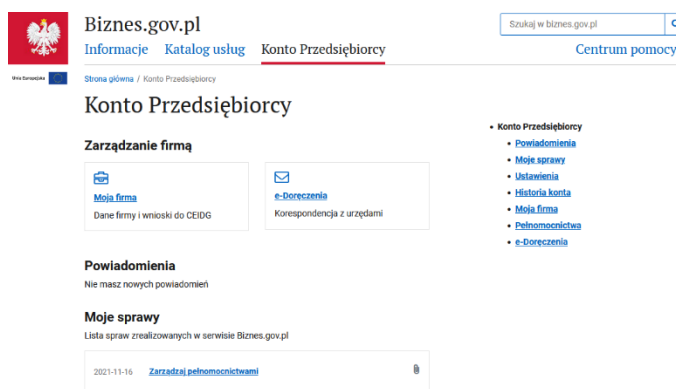 Biznes.gov.pl
Szukaj w biznes.gov.pl
Informacje Katalog usług Konto Przedsiębiorcy
Centrum pomocy
Unia Europejska
Strona główna / Konto Przedsiębiorcy
Konto Przedsiębiorcy
Zarządzanie firmą
Moja firma
Dane firmy i wnioski do CEIDG
e-Doręczenia
Korespondencja z urzędami
Powiadomienia
Nie masz nowych powiadomień
Moje sprawy
Lista spraw zrealizowanych w serwisie Biznes.gov.pl
2021-11-16 Zarządzaj pełnomocnictwami
Konto Przedsiębiorcy
Powiadomienia
Moje sprawy
Ustawienia
Historia konta
Moja firma
Pełnomocnictwa
e-Doręczenia